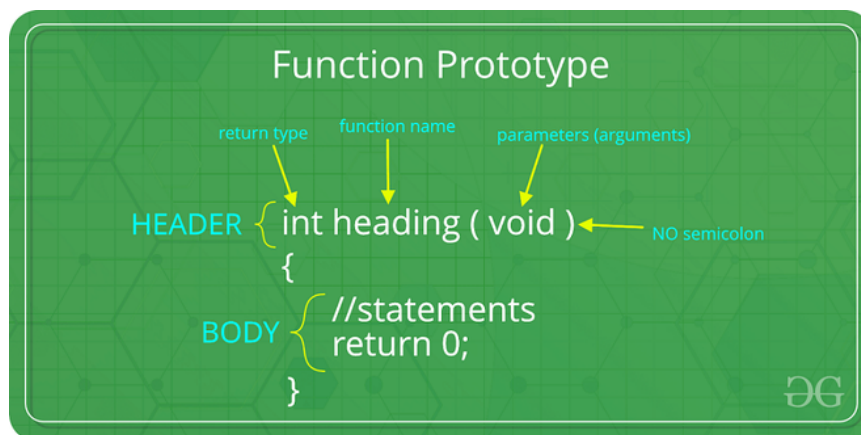 Function Prototype
return type
function name
parameters (arguments)
HEADER
int heading ( void )
NO semicolon
{
//statements
BODY
return 0;
}
GG